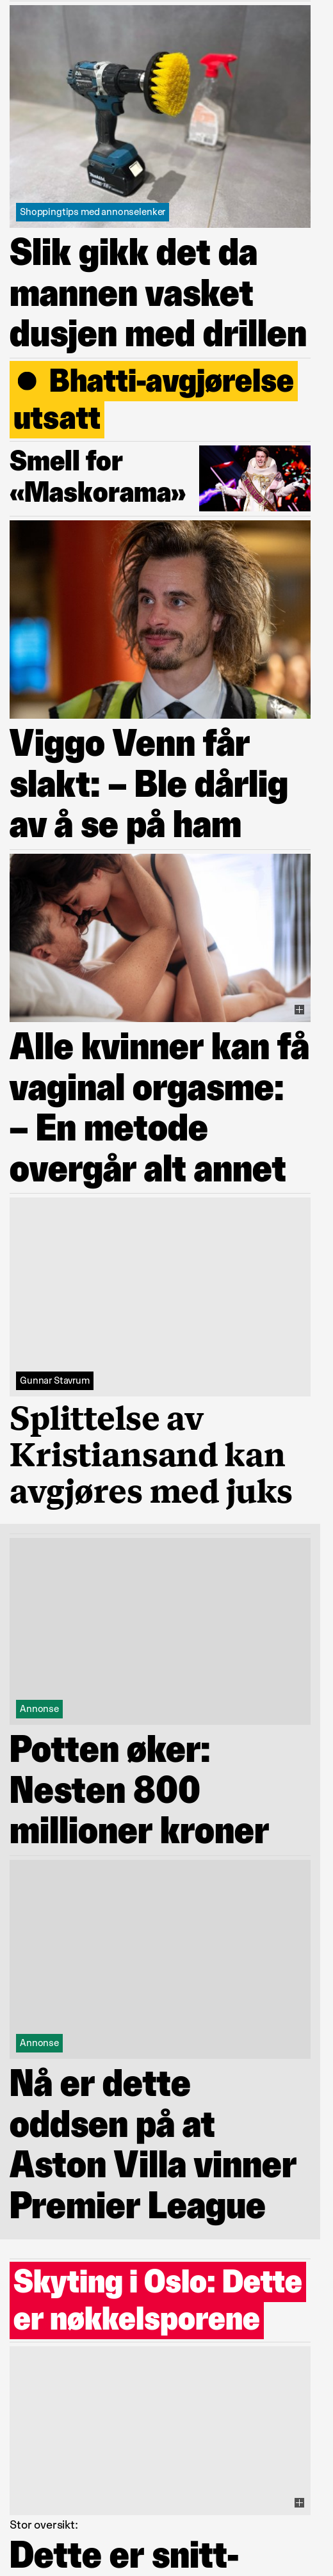 Shoppingtips med annonselenker
Slik gikk det da
mannen vasket
dusjen med drillen
● Bhatti-avgjørelse
utsatt
Smell for
«Maskorama»
Viggo Venn får
slakt: – Ble dårlig
av å se på ham
Alle kvinner kan få
vaginal orgasme:
– En metode
overgår alt annet
Gunnar Stavrum
Splittelse av
Kristiansand kan
avgjøres med juks
Annonse
Potten øker:
Nesten 800
millioner kroner
Annonse
Nå er dette
oddsen på at
Aston Villa vinner
Premier League
Skyting i Oslo: Dette
er nøkkelsporene
Stor oversikt:
Dette er snitt-